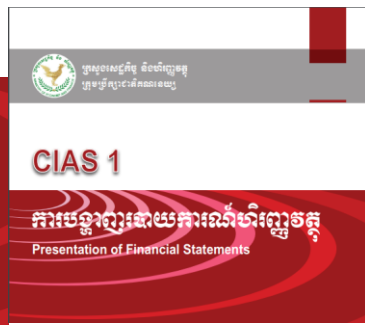 ក្រសួងសេដ្ឋកិច្ច និងហិរញ្ញវត្ថុ
ក្រុមប្រឹក្សាជាតិគណនេយ្យ
CIAS 1
ការបង្ហាញរបាយការណ៍ហិរញ្ញវត្ថុ
Presentation of Financial Statements